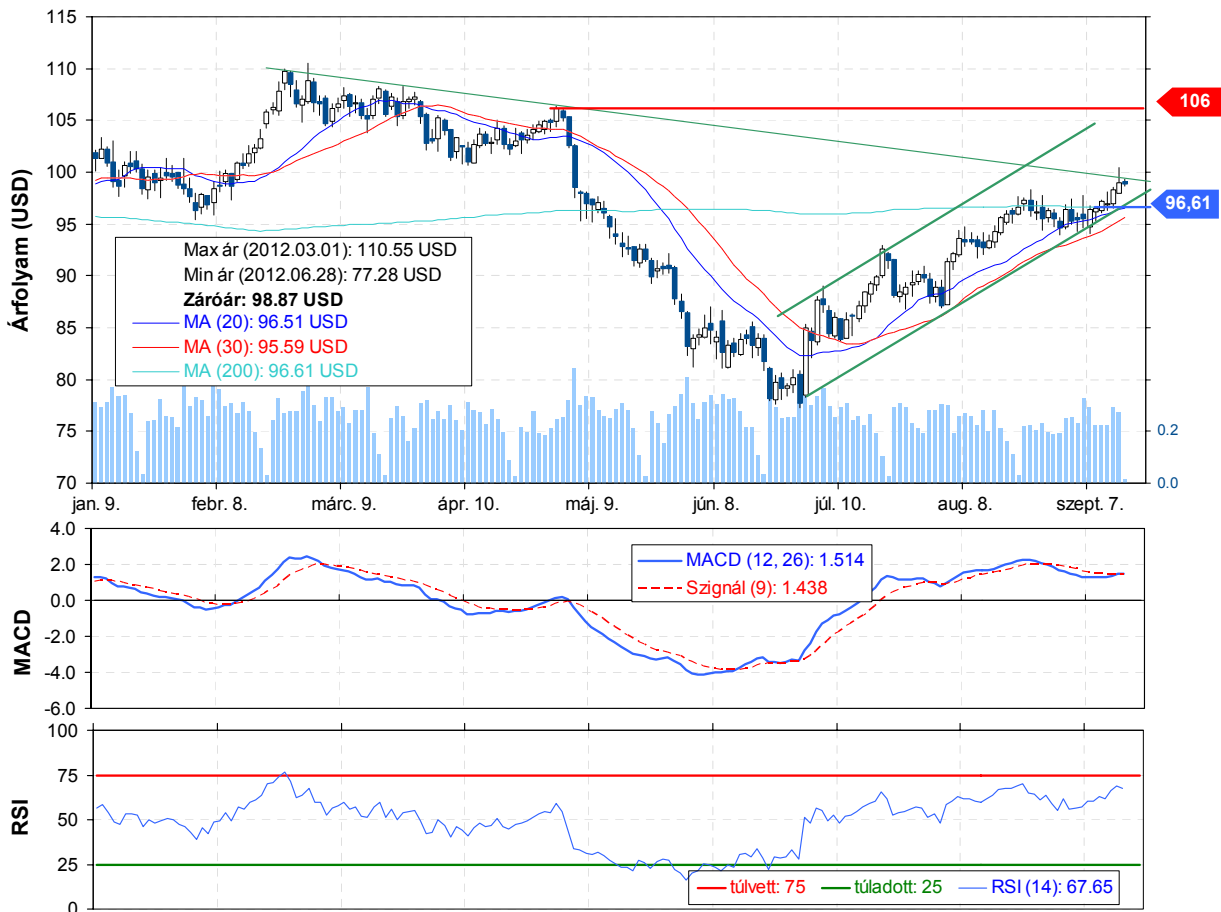 115
110
105
100
95
90
85
80
75
70
Árfolyam (USD)
106
96,61
0.2
0.0
Max ár (2012.03.01): 110.55 USD
Min ár (2012.06.28): 77.28 USD
Záróár: 98.87 USD
MA (20): 96.51 USD
MA (30): 95.59 USD
MA (200): 96.61 USD
jan. 9.
febr. 8.
márc. 9.
ápr. 10.
máj. 9.
jún. 8.
júl. 10.
aug. 8.
szept. 7.
4.0
2.0
0.0
-2.0
-4.0
-6.0
MACD
MACD (12, 26): 1.514
Szignál (9): 1.438
100
75
50
25
0
RSI
túlvett: 75
túladott: 25
RSI (14): 67.65